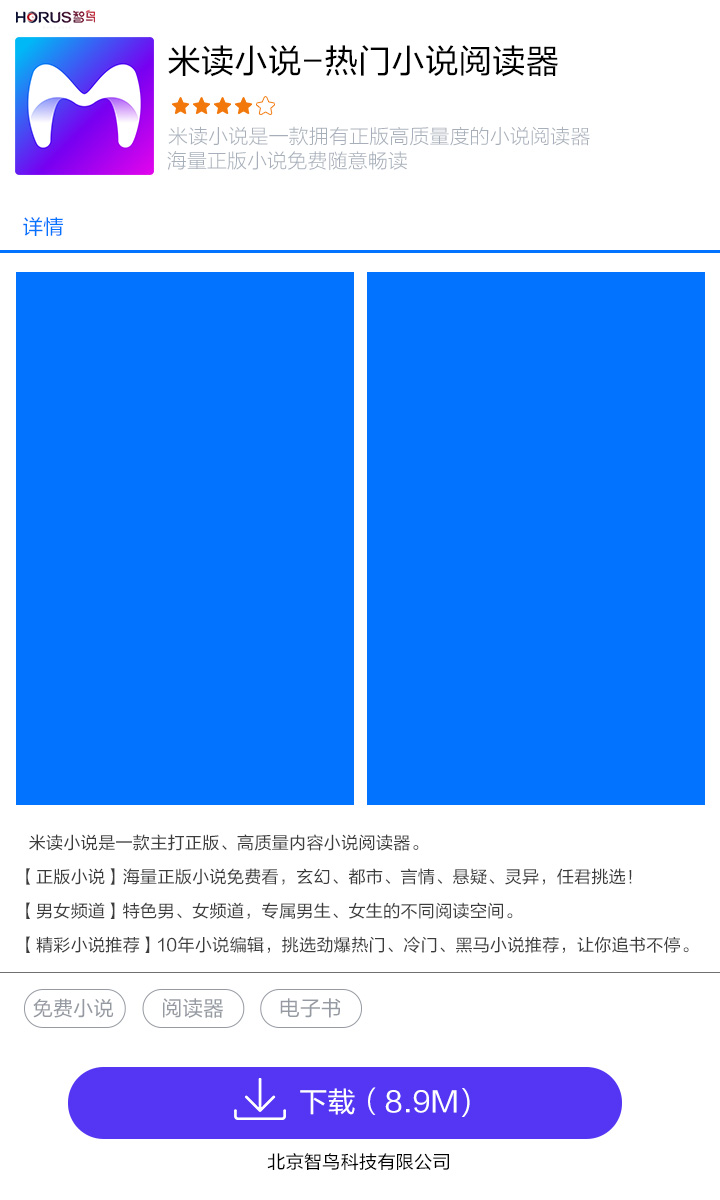 HORUS智鸟
米读小说-热门小说阅读器
米读小说是一款拥有正版高质量度的小说阅读器
海量正版小说免费随意畅读
详情
米读小说是一款主打正版、高质量内容小说阅读器。
【正版小说】海量正版小说免费看，玄幻、都市、言情、悬疑、灵异，任君挑选！
【男女频道】特色男、女频道，专属男生、女生的不同阅读空间。
【精彩小说推荐】10年小说编辑，挑选劲爆热门、冷门、黑马小说推荐，让你追书不停。
免费小说 阅读器 电子书
下载（8.9M）
北京智鸟科技有限公司